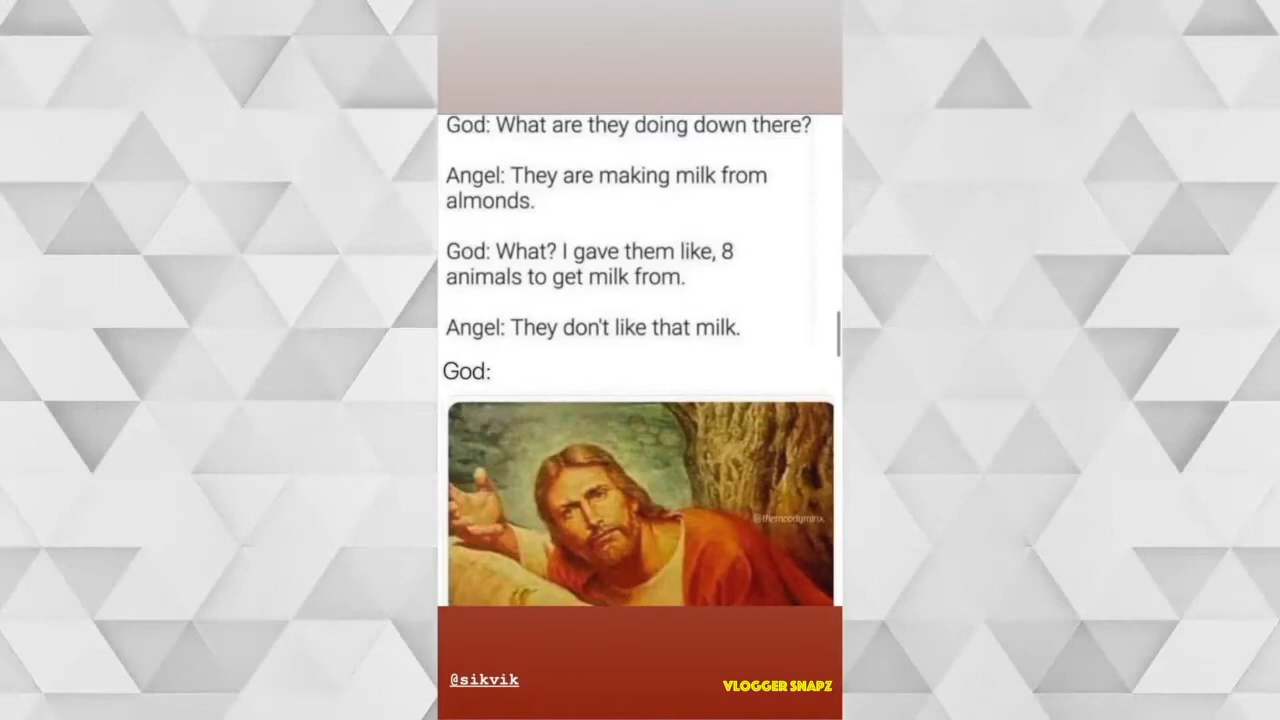 God: What are they doing down there?
Angel: They are making milk from
almonds.
God: What? I gave them like, 8
animals to get milk from.
Angel: They don't like that milk.
God:
@themoodyminx
@sikvik
VLOGGER SNAPZ